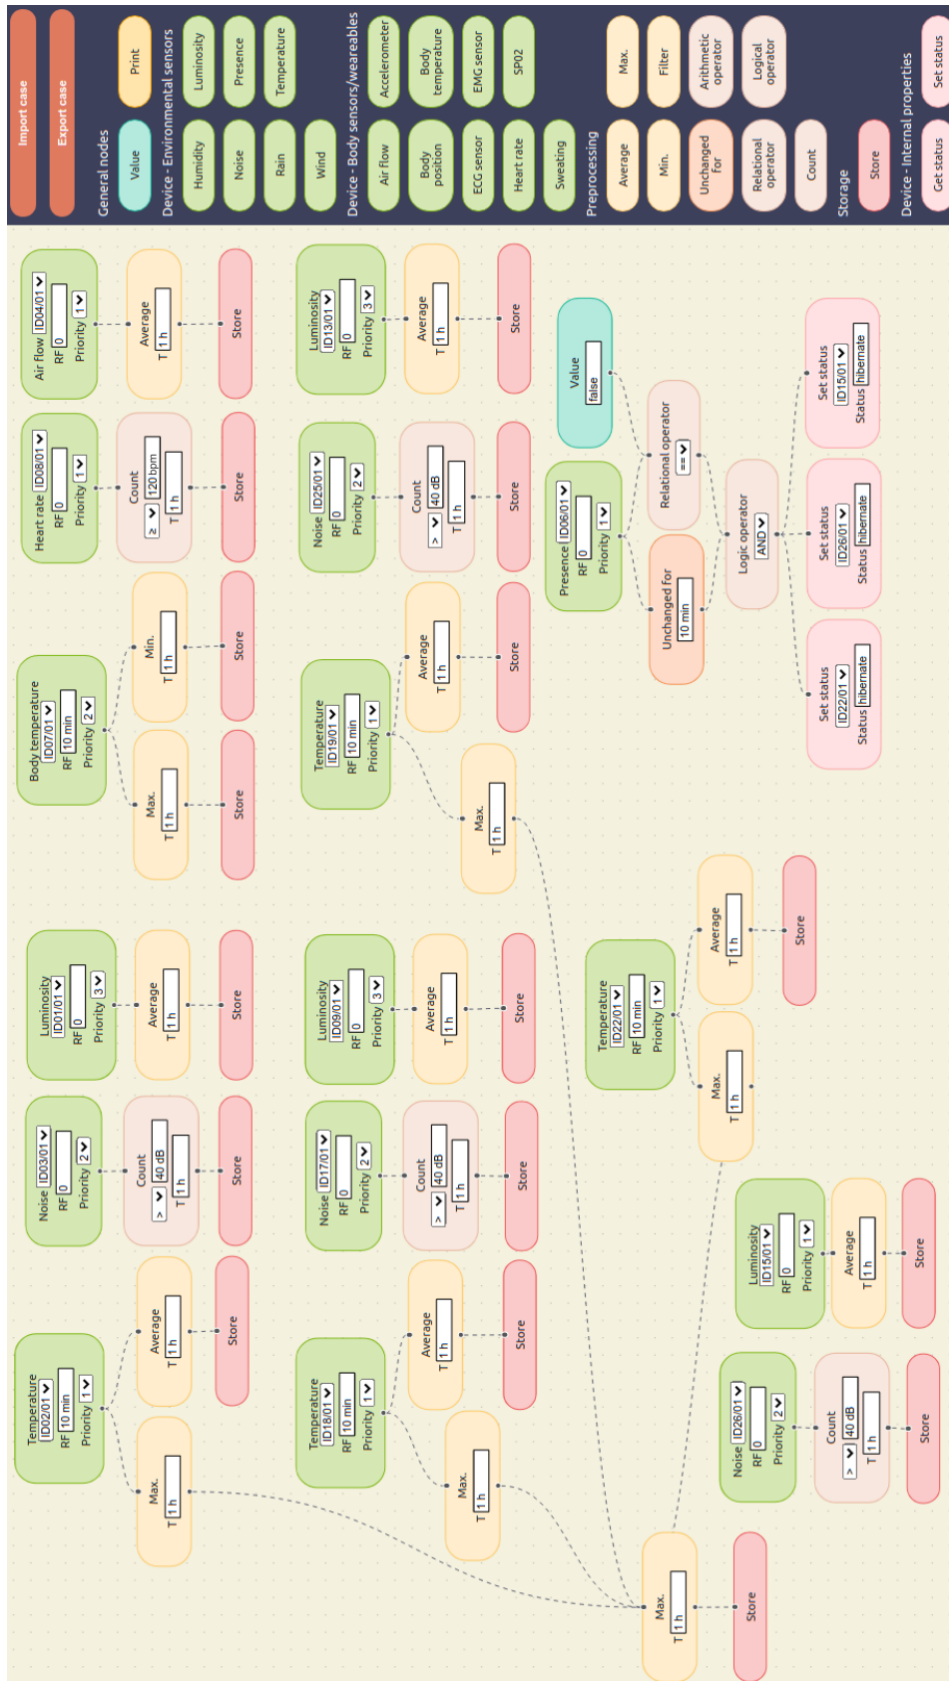 Temperature
ID02/01
RF 10 min
Priority 1
Max.
T 1 h
Average
T 1 h
Store
Noise ID03/01
RF 0
Priority 2
Count
> 40 dB
T 1 h
Store
Luminosity
ID01/01
RF 0
Priority 3
Average
T 1 h
Store
Body temperature
ID07/01
RF 10 min
Priority 2
Max.
T 1 h
Store
Min.
T 1 h
Store
Heart rate ID08/01
RF 0
Priority 1
Count
≥ 120 bpm
T 1 h
Store
Air flow ID04/01
RF 0
Priority 1
Average
T 1 h
Store
Temperature
ID18/01
RF 10 min
Priority 1
Max.
T 1 h
Average
T 1 h
Store
Noise ID17/01
RF 0
Priority 2
Count
> 40 dB
T 1 h
Store
Luminosity
ID09/01
RF 0
Priority 3
Average
T 1 h
Store
Temperature
ID19/01
RF 10 min
Priority 1
Max.
T 1 h
Average
T 1 h
Store
Noise ID25/01
RF 0
Priority 2
Count
> 40 dB
T 1 h
Store
Luminosity
ID13/01
RF 0
Priority 3
Average
T 1 h
Store
Max.
T 1 h
Store
Noise ID26/01
RF 0
Priority 2
Count
> 40 dB
T 1 h
Store
Luminosity
ID15/01
RF 0
Priority 1
Average
T 1 h
Store
Temperature
ID22/01
RF 10 min
Priority 1
Max.
T 1 h
Average
T 1 h
Store
Presence ID06/01
RF 0
Priority 1
Value
false
Unchanged for
10 min
Relational operator
==
Logic operator
AND
Set status
ID22/01
Status hibernate
Set status
ID26/01
Status hibernate
Set status
ID15/01
Status hibernate
Import case
Export case
General nodes
Value
Print
Device - Environmental sensors
Humidity
Luminosity
Noise
Presence
Rain
Temperature
Wind
Device - Body sensors/weareables
Air flow
Accelerometer
Body
position
Body
temperature
ECG sensor
EMG sensor
Heart rate
SP02
Sweating
Preprocessing
Average
Max.
Min.
Filter
Unchanged
for
Arithmetic
operator
Relational
operator
Logical
operator
Count
Storage
Store
Device - Internal properties
Get status
Set status